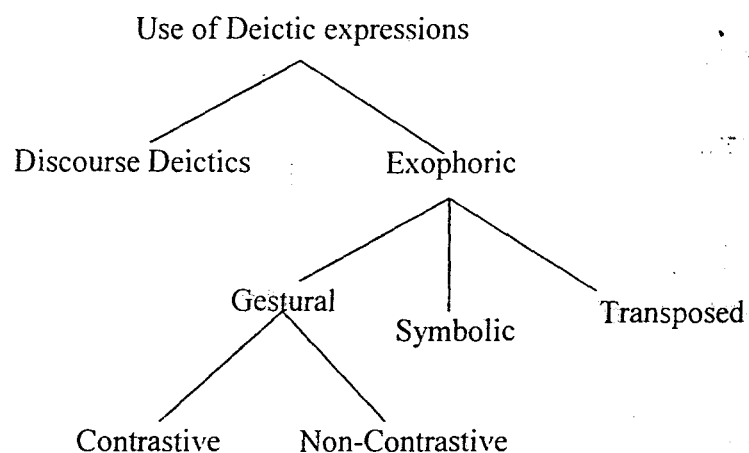 Use of Deictic expressions
Discourse Deictics Exophoric
Gestural Symbolic Transposed
Contrastive Non-Contrastive